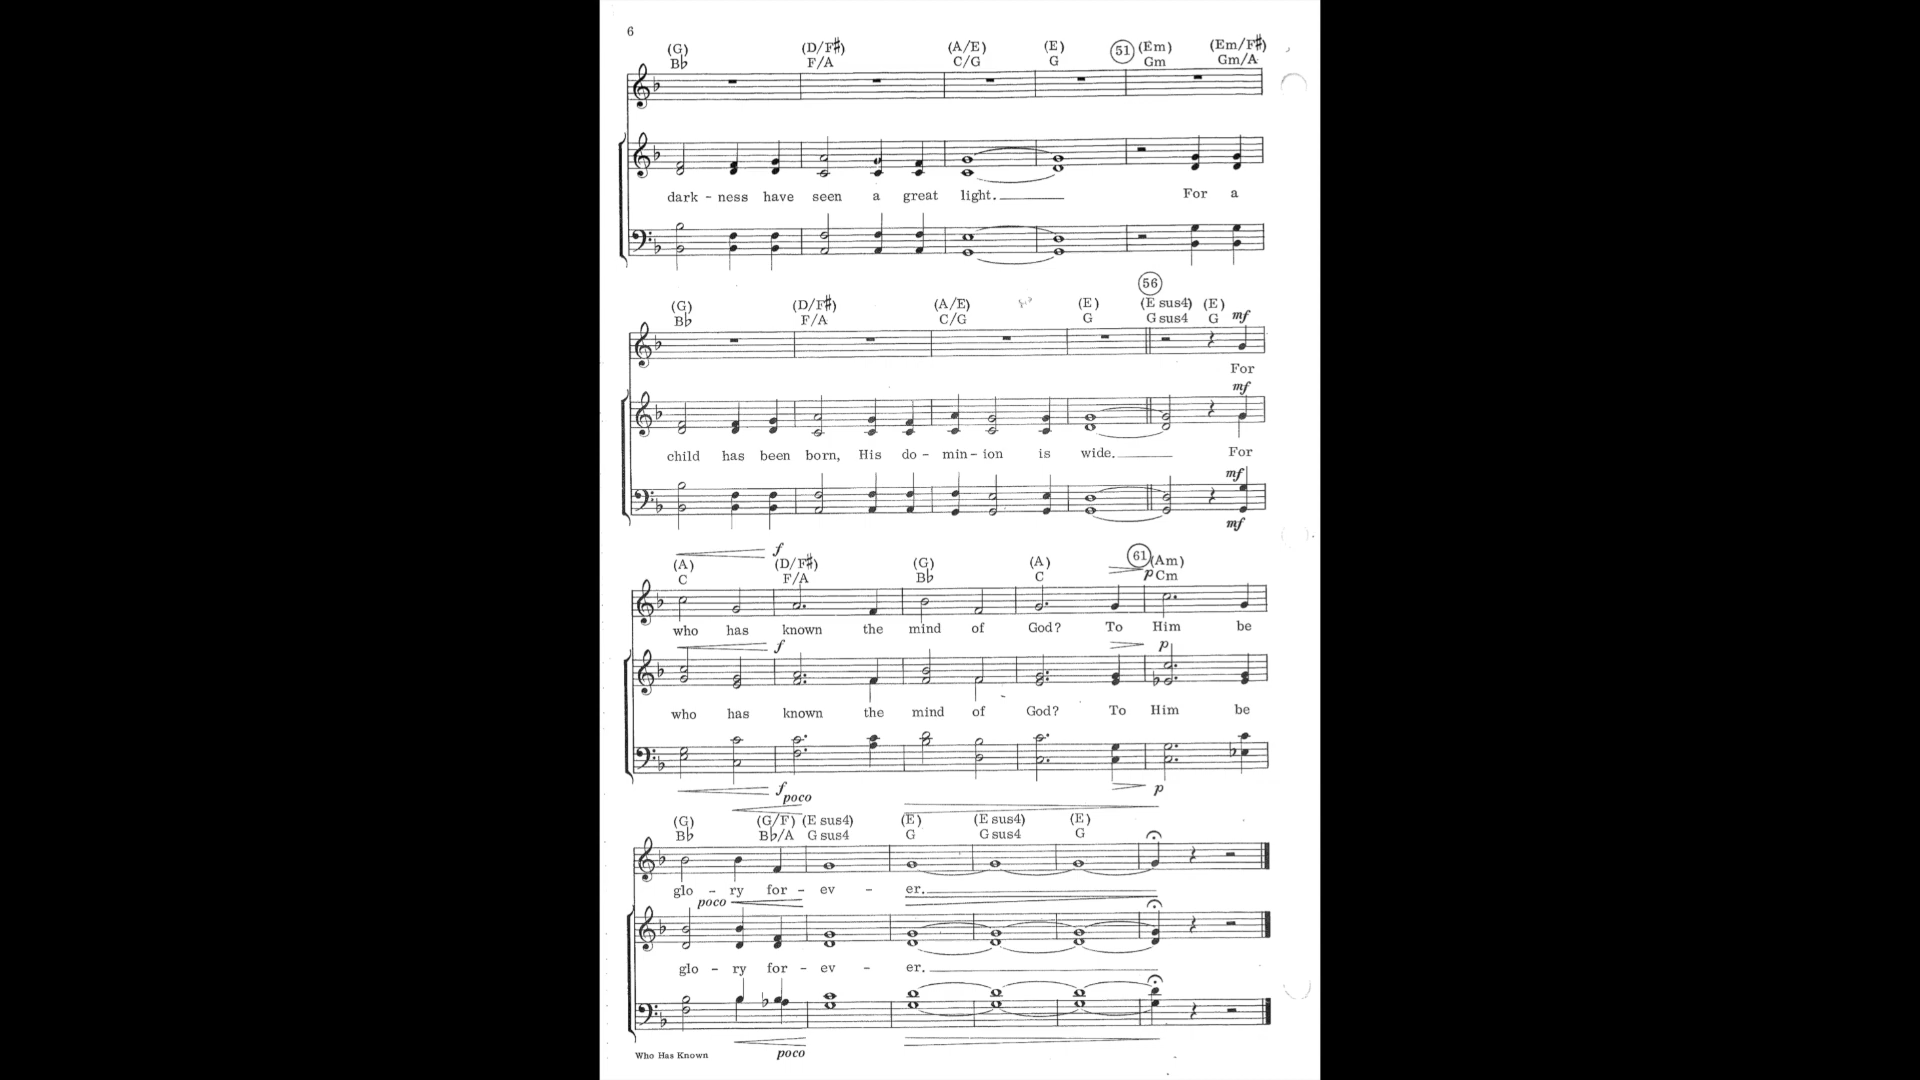 6
(G) (D/F♯) (A/E) (E) 51 (Em) (Em/F♯)
B♭ F/A C/G G Gm Gm/A
dark - ness have seen a great light. For a
56
(G) (D/F♯) (A/E) (E) (E sus4) (E)
B♭ F/A C/G G G sus4 G mf
For
mf
child has been born, His do - min - ion is wide. For
mf
mf
f
(A) (D/F♯) (G) (A) 61 (Am)
C F/A B♭ C p Cm
who has known the mind of God? To Him be
f p
who has known the mind of God? To Him be
f p
poco
(G) (G/F) (E sus4) (E) (E sus4) (E)
B♭ B♭/A G sus4 G G sus4 G
glo - ry for - ev - er.
poco
glo - ry for - ev - er.
Who Has Known poco